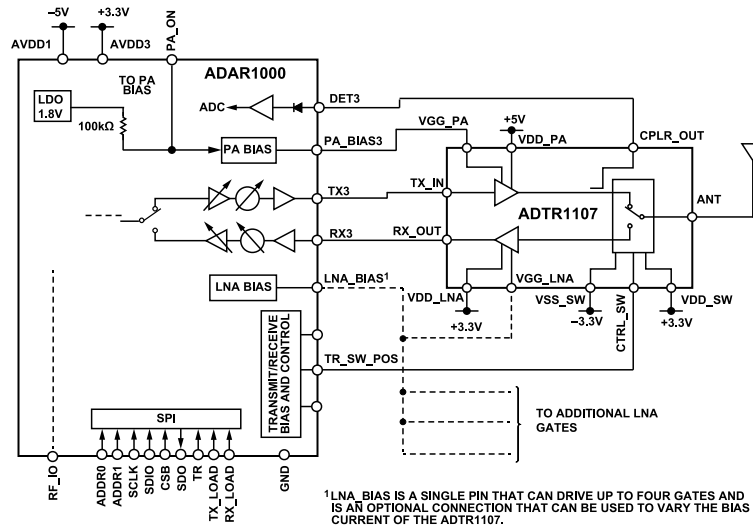 –5V
+3.3V
AVDD1
AVDD3
PA_ON
ADAR1000
TO PA
BIAS
LDO
1.8V
100kΩ
ADC
DET3
PA BIAS
PA_BIAS3
TX3
RX3
LNA BIAS
LNA_BIAS¹
TRANSMIT/RECEIVE
BIAS AND CONTROL
TR_SW_POS
SPI
RF_IO
ADDR0
ADDR1
SCLK
SDIO
CSB
SDO
TR
TX_LOAD
RX_LOAD
GND
VGG_PA
+5V
VDD_PA
CPLR_OUT
TX_IN
ADTR1107
ANT
RX_OUT
VDD_LNA
+3.3V
VGG_LNA
VSS_SW
–3.3V
CTRL_SW
VDD_SW
+3.3V
TO ADDITIONAL LNA
GATES
¹LNA_BIAS IS A SINGLE PIN THAT CAN DRIVE UP TO FOUR GATES AND
IS AN OPTIONAL CONNECTION THAT CAN BE USED TO VARY THE BIAS
CURRENT OF THE ADTR1107.